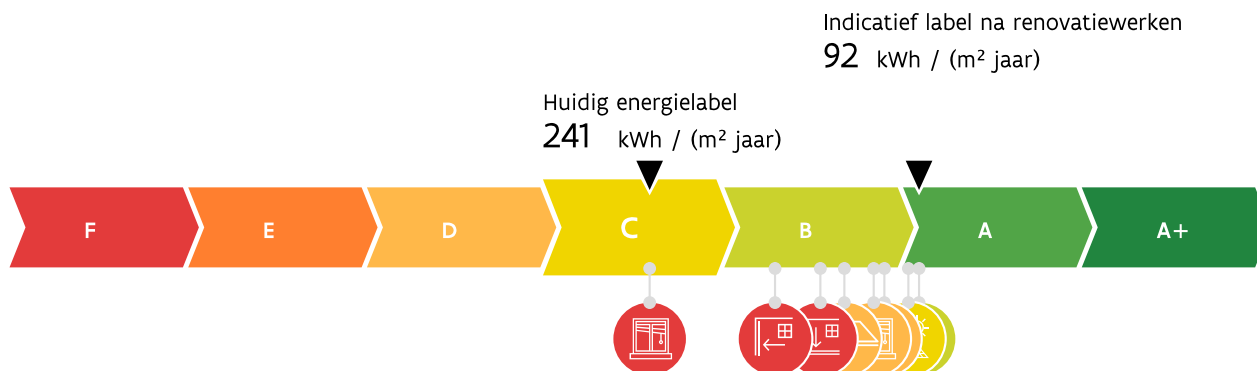 Indicatief label na renovatiewerken
92 kWh / (m² jaar)
Huidig energielabel
241 kWh / (m² jaar)
F E D C B A A+